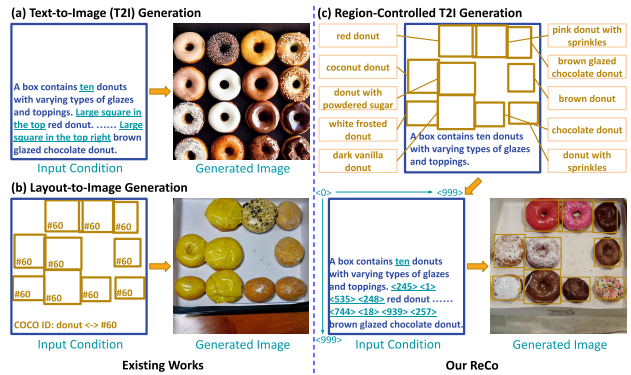 (a) Text-to-Image (T2I) Generation
A box contains ten donuts
with varying types of glazes
and toppings. Large square in
the top red donut. ...... Large
square in the top right brown
glazed chocolate donut.
Input Condition
Generated Image
(b) Layout-to-Image Generation
#60
#60
#60
#60
#60
#60
#60
#60
#60
#60
COCO ID: donut <-> #60
Input Condition
Generated Image
Existing Works
(c) Region-Controlled T2I Generation
red donut
coconut donut
donut with
powdered sugar
white frosted
donut
dark vanilla
donut
pink donut with
sprinkles
brown glazed
chocolate donut
brown donut
chocolate donut
donut with
sprinkles
A box contains ten donuts
with varying types of glazes
and toppings.
<0>
<999>
A box contains ten donuts
with varying types of glazes
and toppings. <245> <1>
<535> <248> red donut ......
<744> <18> <939> <257>
brown glazed chocolate donut.
<999>
Input Condition
Generated Image
Our ReCo